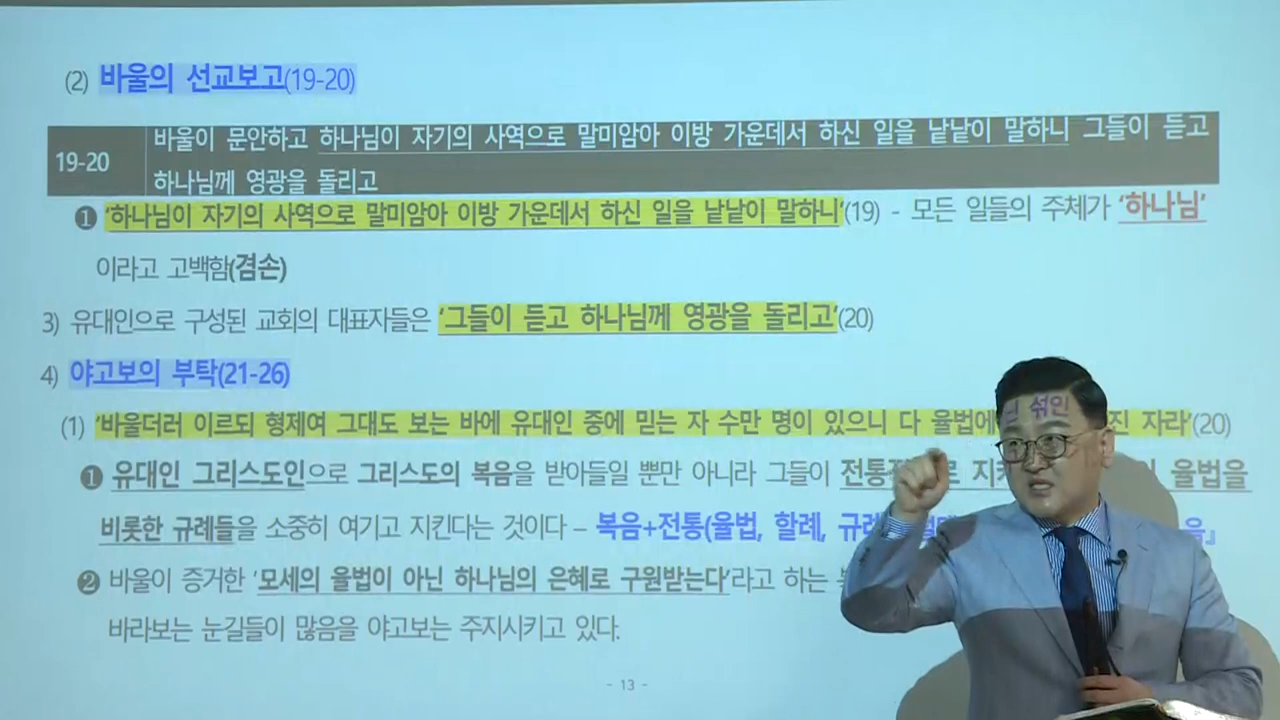 (2) 바울의 선교보고(19-20)
19-20 바울이 문안하고 하나님이 자기의 사역으로 말미암아 이방 가운데서 하신 일을 낱낱이 말하니 그들이 듣고
하나님께 영광을 돌리고
❶ ‘하나님이 자기의 사역으로 말미암아 이방 가운데서 하신 일을 낱낱이 말하니’(19) - 모든 일들의 주체가 ‘하나님’
이라고 고백함(겸손)
3) 유대인으로 구성된 교회의 대표자들은 ‘그들이 듣고 하나님께 영광을 돌리고’(20)
4) 야고보의 부탁(21-26)
(1) ‘바울더러 이르되 형제여 그대도 보는 바에 유대인 중에 믿는 자 수만 명이 있으니 다 율법에 진 자라’(20)
❶ 유대인 그리스도인으로 그리스도의 복음을 받아들일 뿐만 아니라 그들이 율법을
비롯한 규례들을 소중히 여기고 지킨다는 것이다 – 복음+전통(율법, 할례, 섞인
❷ 바울이 증거한 ‘모세의 율법이 아닌 하나님의 은혜로 구원받는다’라고 하는
바라보는 눈길들이 많음을 야고보는 주지시키고 있다.
- 13 -